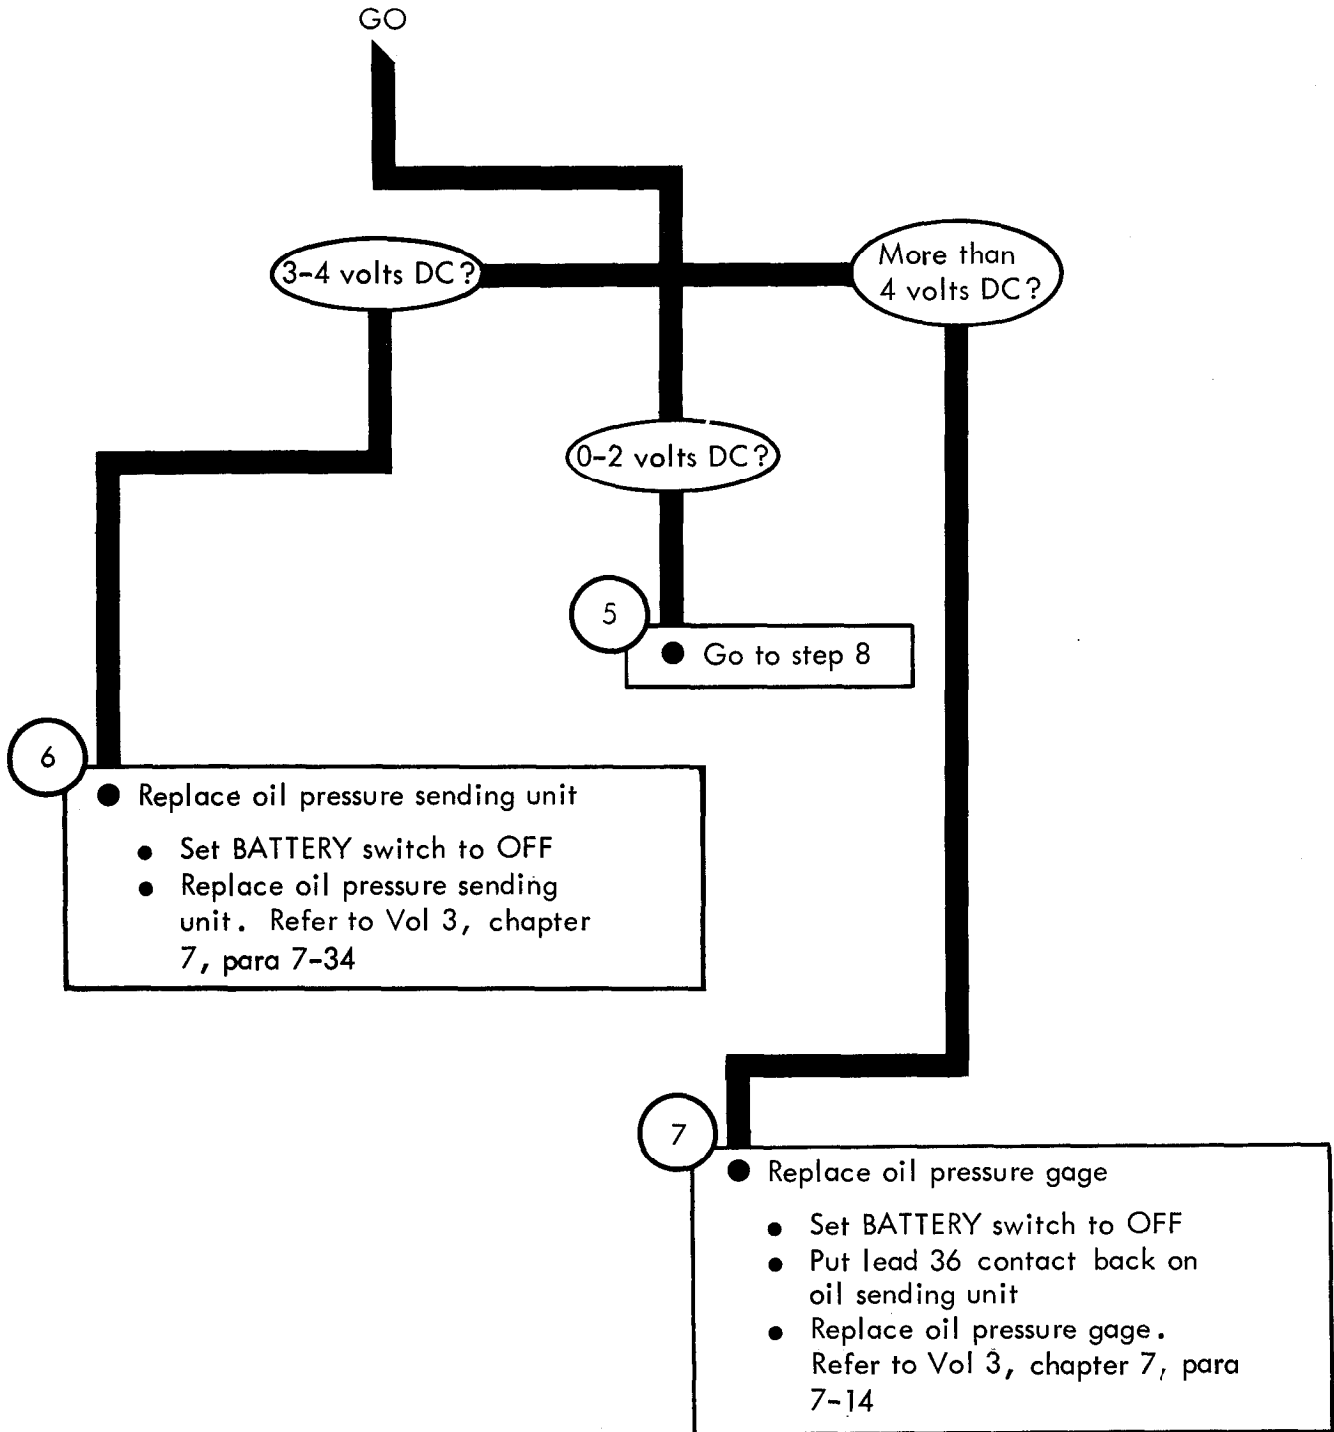 GO
3-4 volts DC?
More than
4 volts DC?
0-2 volts DC?
5
● Go to step 8
6
● Replace oil pressure sending unit
● Set BATTERY switch to OFF
● Replace oil pressure sending
unit. Refer to Vol 3, chapter
7, para 7-34
7
● Replace oil pressure gage
● Set BATTERY switch to OFF
● Put lead 36 contact back on
oil sending unit
● Replace oil pressure gage.
Refer to Vol 3, chapter 7, para
7-14